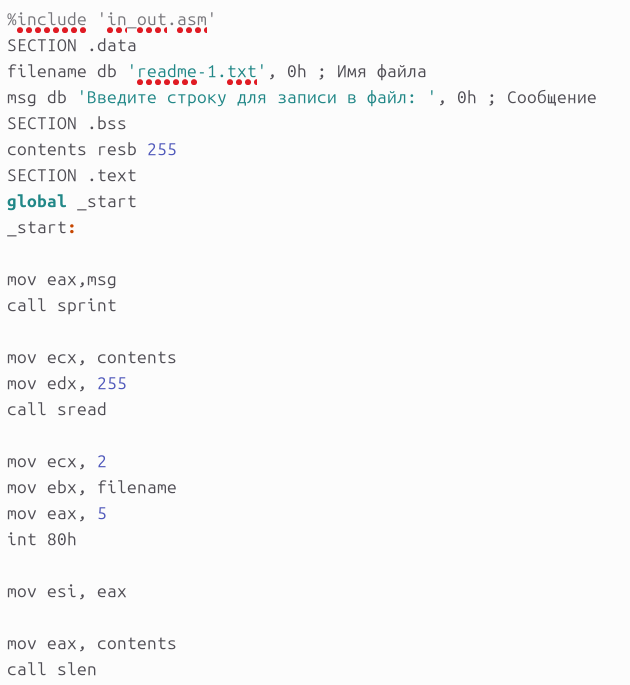 %include 'in_out.asm'
SECTION .data
filename db 'readme-1.txt', 0h ; Имя файла
msg db 'Введите строку для записи в файл: ', 0h ; Сообщение
SECTION .bss
contents resb 255
SECTION .text
global _start
_start:
mov eax,msg
call sprint
mov ecx, contents
mov edx, 255
call sread
mov ecx, 2
mov ebx, filename
mov eax, 5
int 80h
mov esi, eax
mov eax, contents
call slen